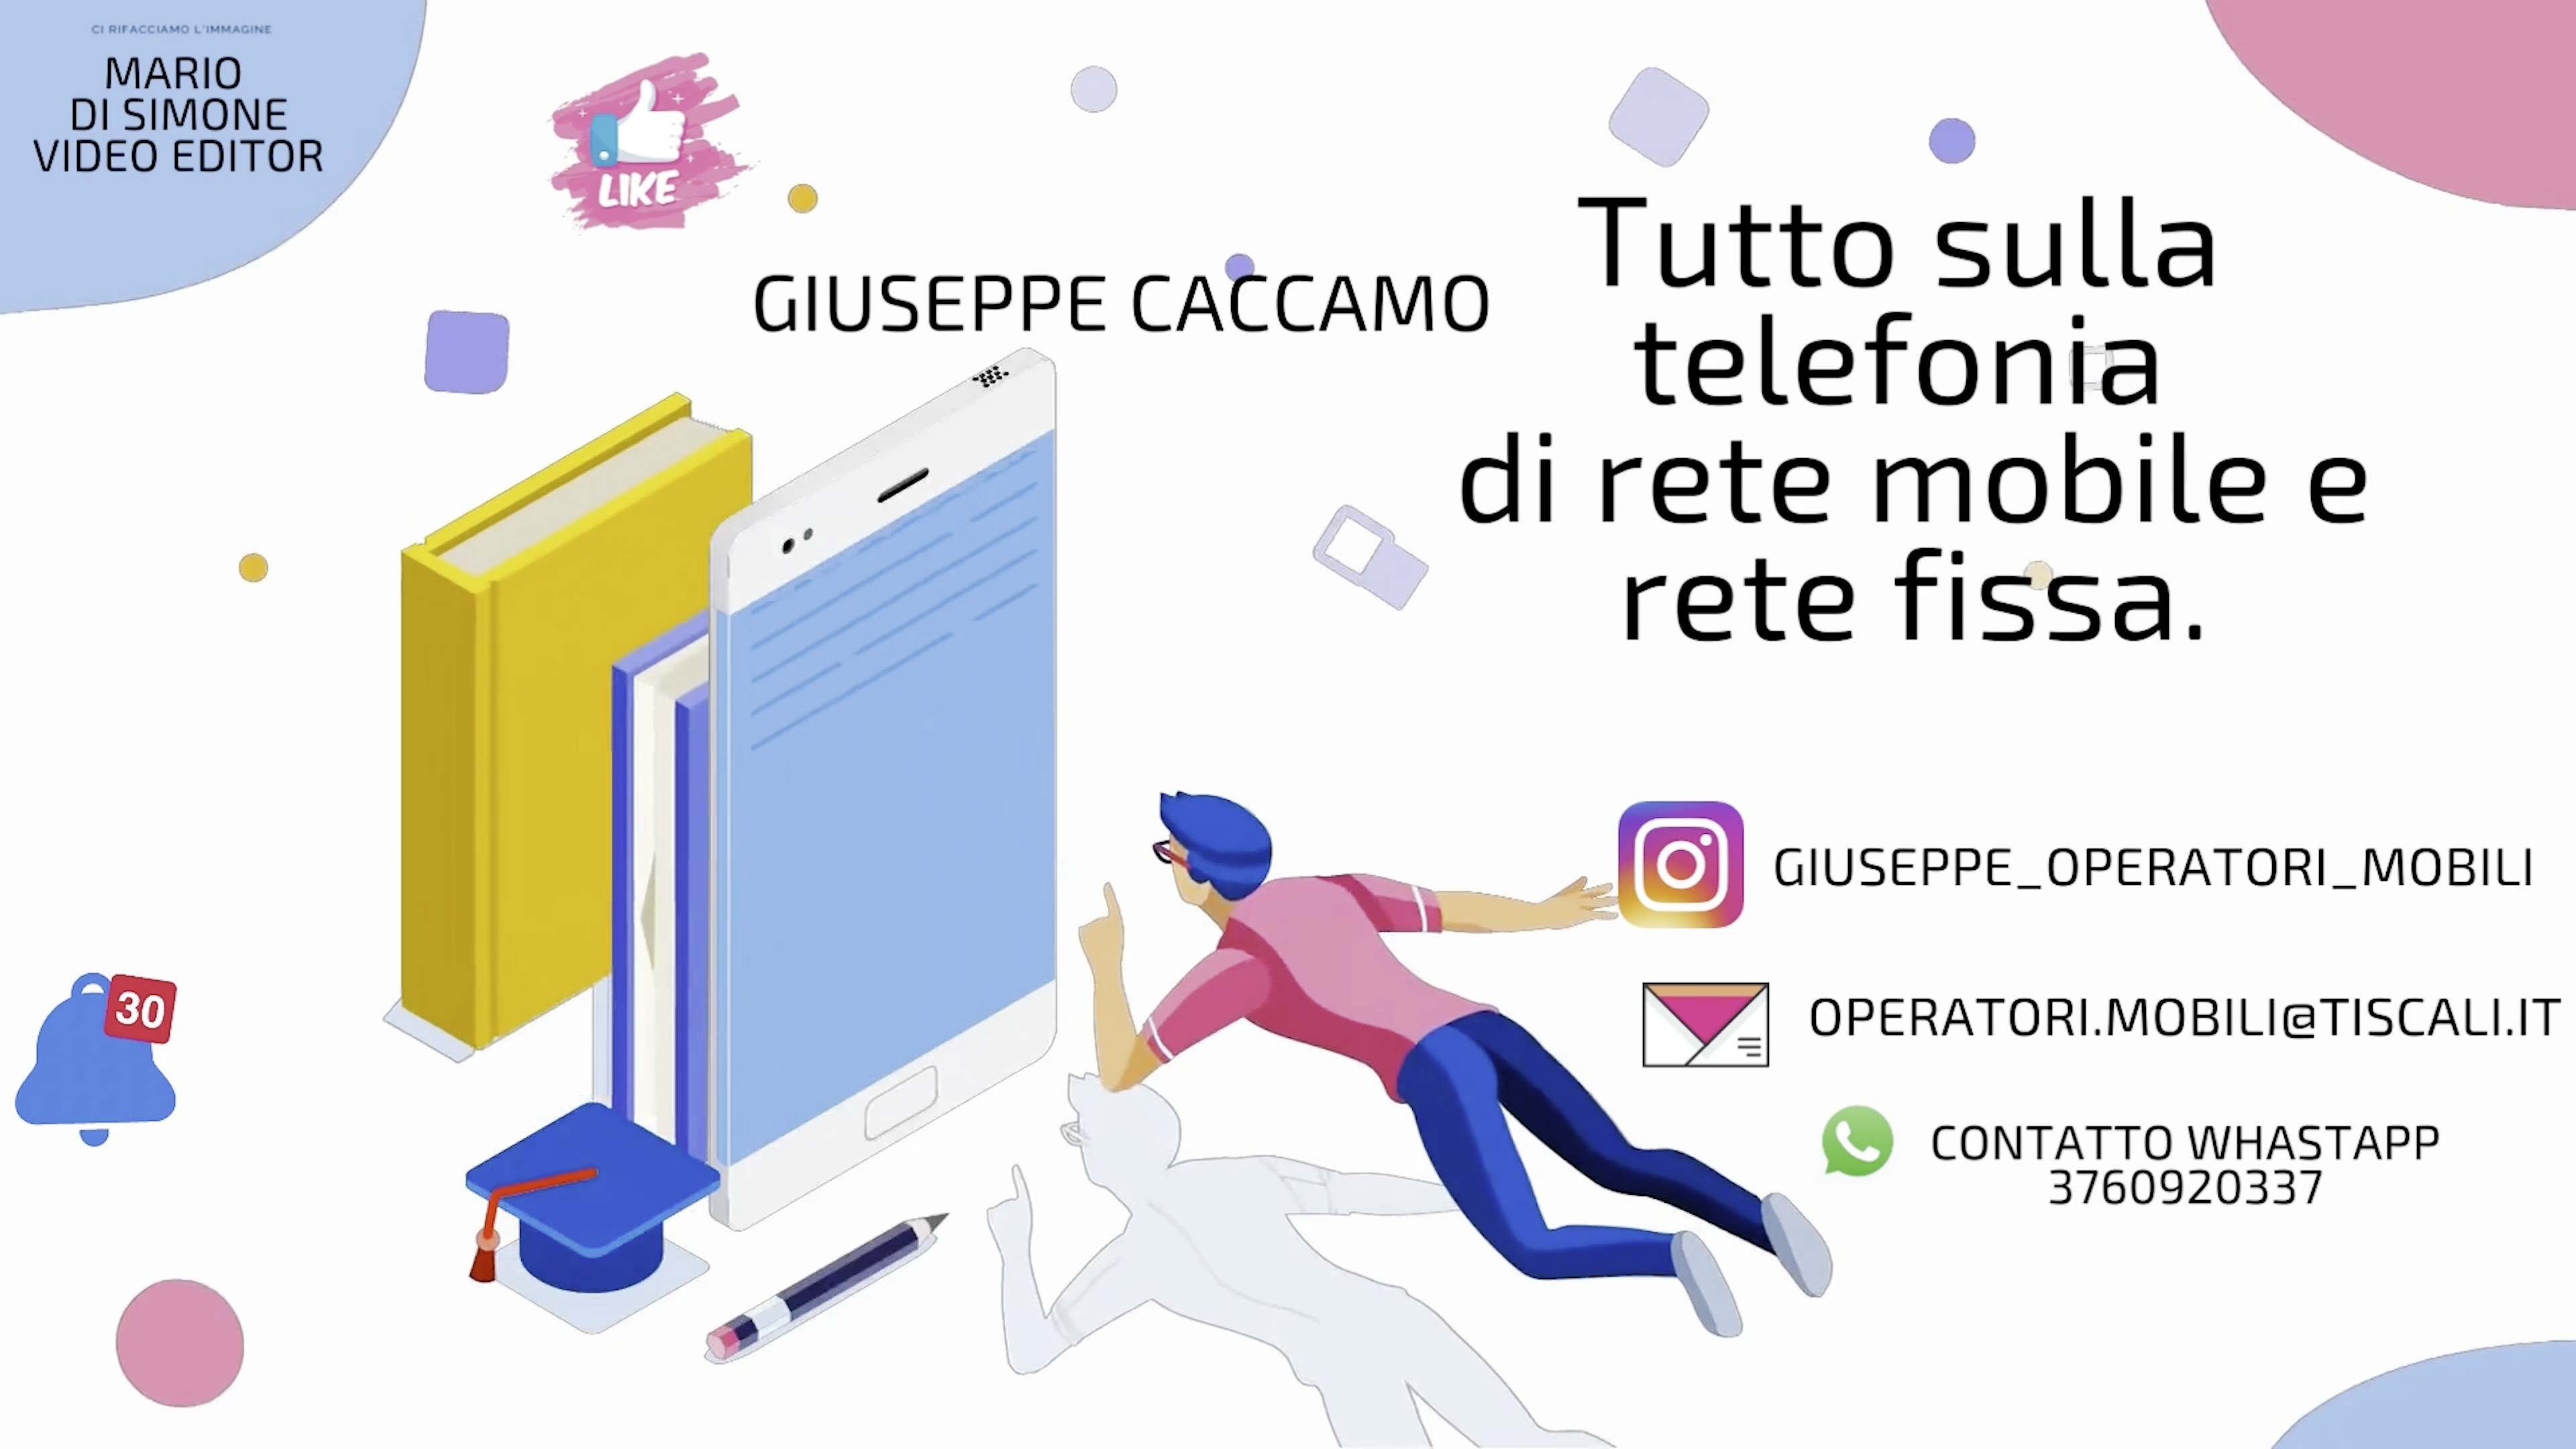 CI RIFACCIAMO L'IMMAGINE
MARIO
DI SIMONE
VIDEO EDITOR
LIKE
GIUSEPPE CACCAMO
Tutto sulla
telefonia
di rete mobile e
rete fissa.
GIUSEPPE_OPERATORI_MOBILI
30
OPERATORI.MOBILI@TISCALI.IT
CONTATTO WHASTAPP
3760920337